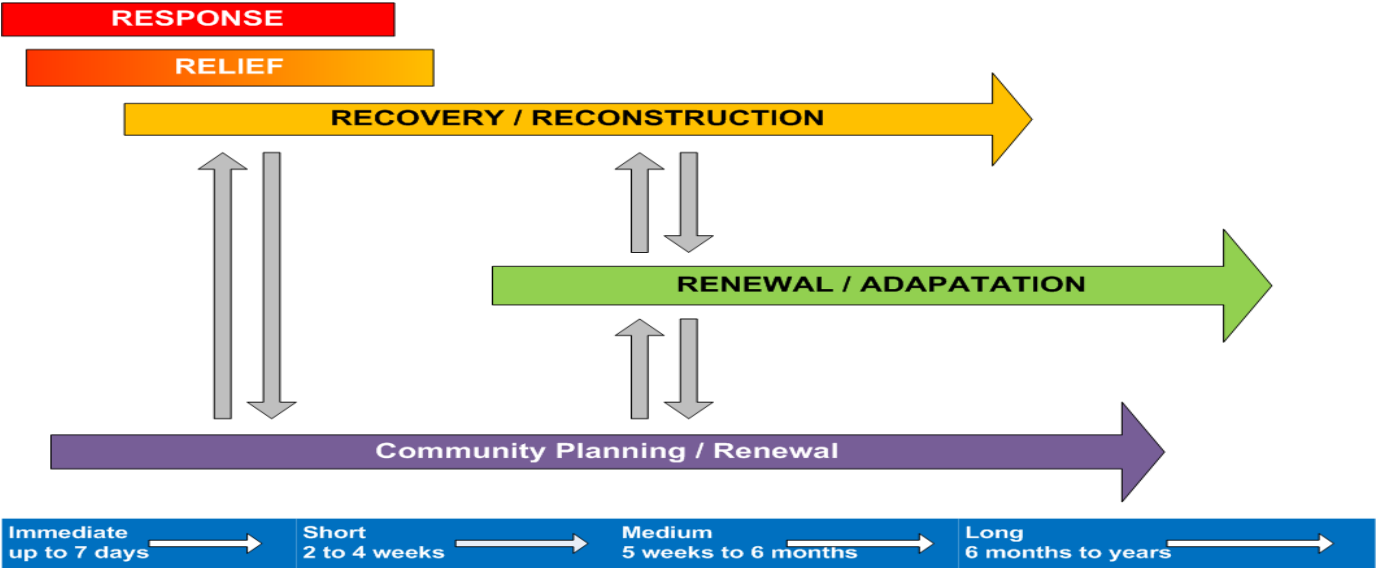 RESPONSE
RELIEF
RECOVERY / RECONSTRUCTION
RENEWAL / ADAPATATION
Community Planning / Renewal
Immediate
up to 7 days
Short
2 to 4 weeks
Medium
5 weeks to 6 months
Long
6 months to years